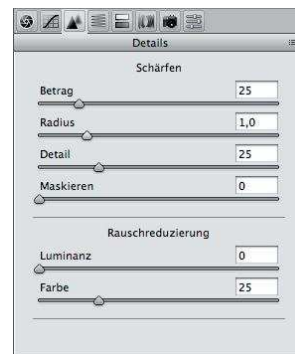 Details
Schärfen
Betrag 25
Radius 1,0
Detail 25
Maskieren 0
Rauschreduzierung
Luminanz 0
Farbe 25